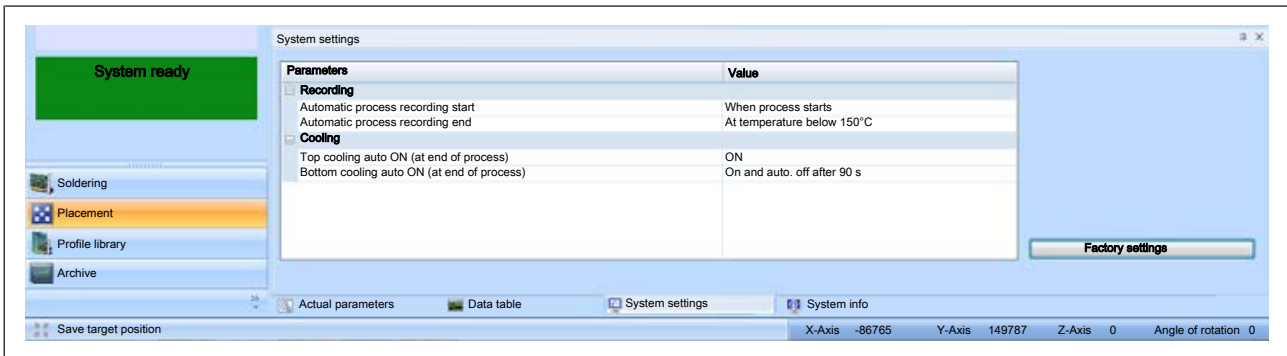 System settings
System ready
Parameters Value
Recording
Automatic process recording start When process starts
Automatic process recording end At temperature below 150°C
Cooling
Top cooling auto ON (at end of process) ON
Bottom cooling auto ON (at end of process) On and auto. off after 90 s
Soldering
Placement
Profile library
Archive
Factory settings
Actual parameters Data table System settings System info
Save target position X-Axis -86765 Y-Axis 149787 Z-Axis 0 Angle of rotation 0